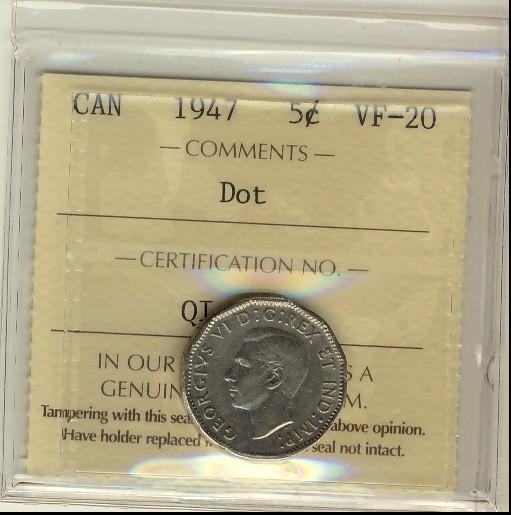 CAN 1947 5¢ VF-20
— COMMENTS —
Dot
— CERTIFICATION NO. —
QI
GEORGIVS VI D:G:REX ET IND:IMP:
IN OUR A
GENUIN M.
Tampering with this sea above opinion.
Have holder replaced seal not intact.